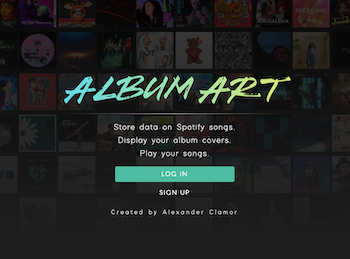 ALBUM ART
Store data on Spotify songs.
Display your album covers.
Play your songs.
LOG IN
SIGN UP
Created by Alexander Clamor